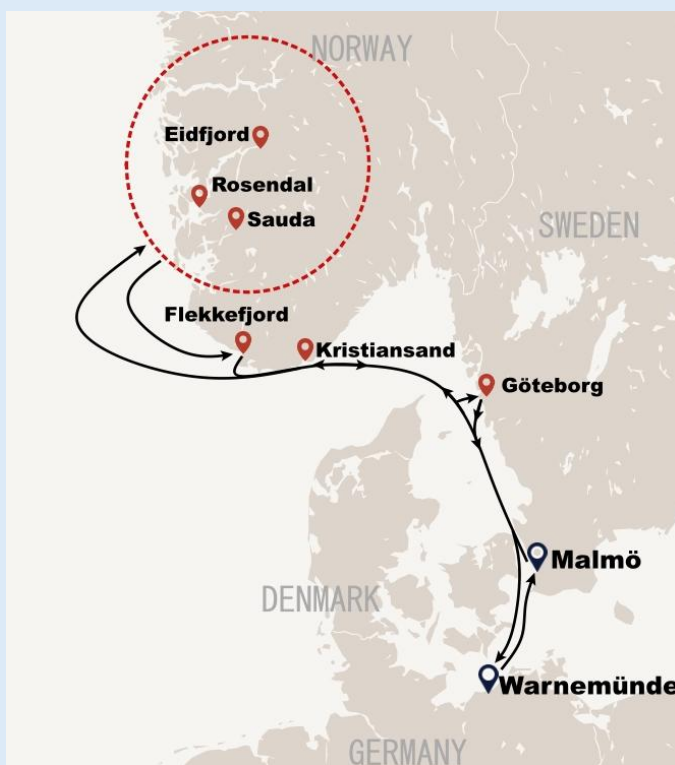 NORWAY
Eidfjord
Rosendal
Sauda
SWEDEN
Flekkefjord
Kristiansand
Göteborg
Malmö
DENMARK
Warnemünde
GERMANY